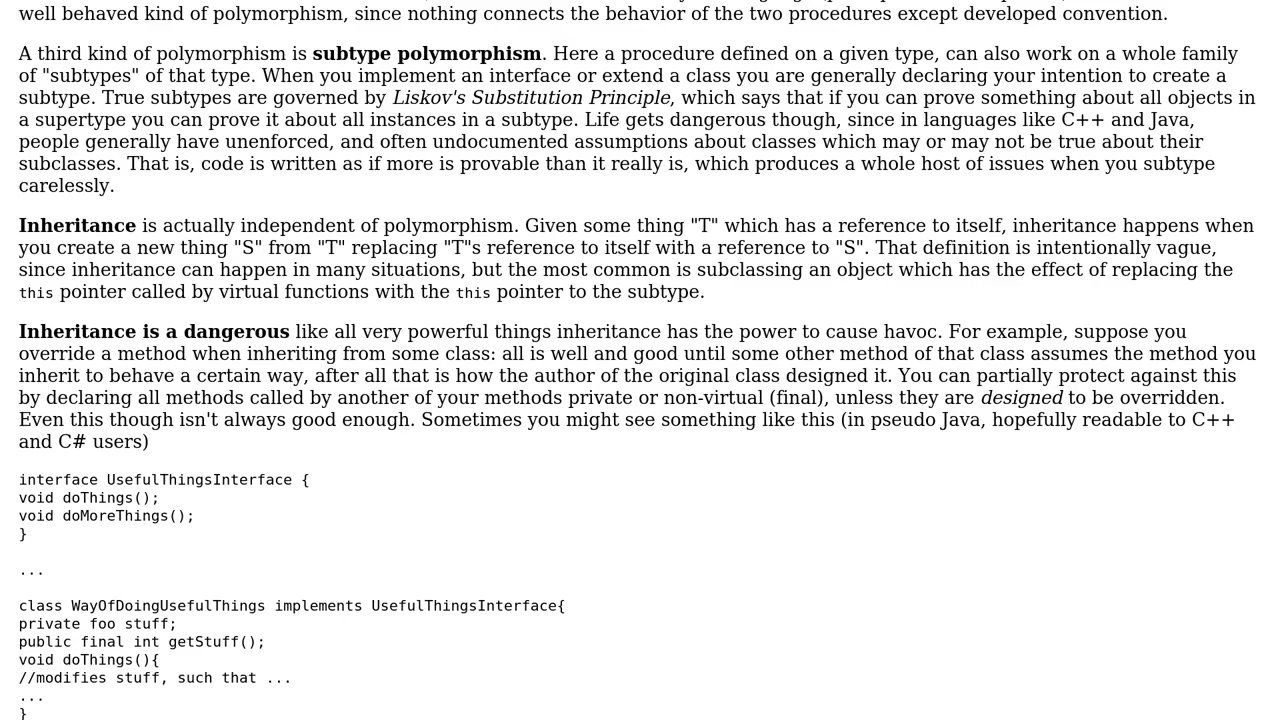 well behaved kind of polymorphism, since nothing connects the behavior of the two procedures except developed convention.
A third kind of polymorphism is subtype polymorphism. Here a procedure defined on a given type, can also work on a whole family
of "subtypes" of that type. When you implement an interface or extend a class you are generally declaring your intention to create a
subtype. True subtypes are governed by Liskov's Substitution Principle, which says that if you can prove something about all objects in
a supertype you can prove it about all instances in a subtype. Life gets dangerous though, since in languages like C++ and Java,
people generally have unenforced, and often undocumented assumptions about classes which may or may not be true about their
subclasses. That is, code is written as if more is provable than it really is, which produces a whole host of issues when you subtype
carelessly.
Inheritance is actually independent of polymorphism. Given some thing "T" which has a reference to itself, inheritance happens when
you create a new thing "S" from "T" replacing "T"s reference to itself with a reference to "S". That definition is intentionally vague,
since inheritance can happen in many situations, but the most common is subclassing an object which has the effect of replacing the
this pointer called by virtual functions with the this pointer to the subtype.
Inheritance is a dangerous like all very powerful things inheritance has the power to cause havoc. For example, suppose you
override a method when inheriting from some class: all is well and good until some other method of that class assumes the method you
inherit to behave a certain way, after all that is how the author of the original class designed it. You can partially protect against this
by declaring all methods called by another of your methods private or non-virtual (final), unless they are designed to be overridden.
Even this though isn't always good enough. Sometimes you might see something like this (in pseudo Java, hopefully readable to C++
and C# users)
interface UsefulThingsInterface {
void doThings();
void doMoreThings();
}
...
class WayOfDoingUsefulThings implements UsefulThingsInterface{
private foo stuff;
public final int getStuff();
void doThings(){
//modifies stuff, such that ...
...
}